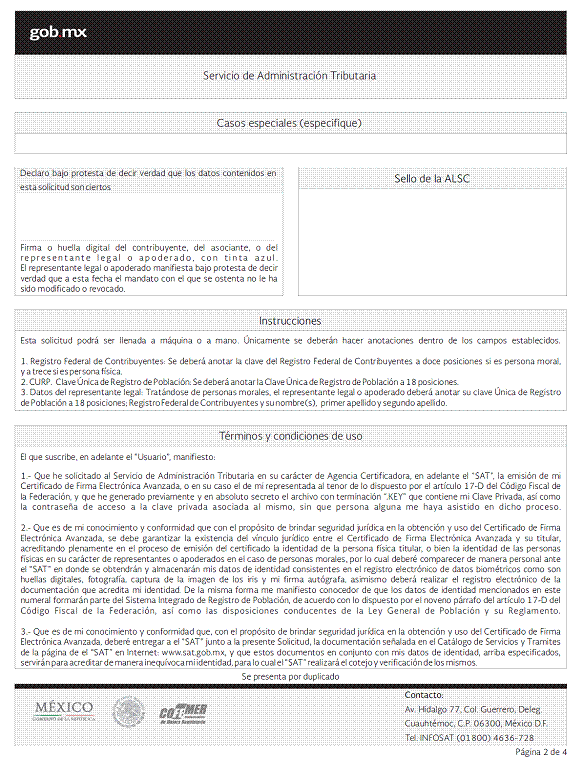 gob.mx
Servicio de Administración Tributaria
Casos especiales (especifique)
Declaro bajo protesta de decir verdad que los datos contenidos en
esta solicitud son ciertos
Sello de la ALSC
Firma o huella digital del contribuyente, del asociante, o del
representante legal o apoderado, con tinta azul.
El representante legal o apoderado manifiesta bajo protesta de decir
verdad que a esta fecha el mandato con el que se ostenta no le ha
sido modificado o revocado.
Instrucciones
Esta solicitud podrá ser llenada a máquina o a mano. Únicamente se deberán hacer anotaciones dentro de los campos establecidos.
1. Registro Federal de Contribuyentes: Se deberá anotar la clave del Registro Federal de Contribuyentes a doce posiciones si es persona moral,
y a trece si es persona física.
2. CURP. Clave Única de Registro de Población: Se deberá anotar la Clave Única de Registro de Población a 18 posiciones.
3. Datos del representante legal: Tratándose de personas morales, el representante legal o apoderado deberá anotar su clave Única de Registro
de Población a 18 posiciones; Registro Federal de Contribuyentes y su nombre(s), primer apellido y segundo apellido.
Términos y condiciones de uso
El que suscribe, en adelante el "Usuario", manifiesto:
1.- Que he solicitado al Servicio de Administración Tributaria en su carácter de Agencia Certificadora, en adelante el "SAT", la emisión de mi
Certificado de Firma Electrónica Avanzada, o en su caso el de mi representada al tenor de lo dispuesto por el artículo 17-D del Código Fiscal de
la Federación, y que he generado previamente y en absoluto secreto el archivo con terminación ".KEY" que contiene mi Clave Privada, así como
la contraseña de acceso a la clave privada asociada al mismo, sin que persona alguna me haya asistido en dicho proceso.
2.- Que es de mi conocimiento y conformidad que con el propósito de brindar seguridad jurídica en la obtención y uso del Certificado de Firma
Electrónica Avanzada, se debe garantizar la existencia del vínculo jurídico entre el Certificado de Firma Electrónica Avanzada y su titular,
acreditando plenamente en el proceso de emisión del certificado la identidad de la persona física titular, o bien la identidad de las personas
físicas en su carácter de representantes o apoderados en el caso de personas morales, por lo cual deberé comparecer de manera personal ante
el "SAT" en donde se obtendrán y almacenarán mis datos de identidad consistentes en el registro electrónico de datos biométricos como son
huellas digitales, fotografía, captura de la imagen de los iris y mi firma autógrafa, asimismo deberá realizar el registro electrónico de la
documentación que acredita mi identidad. De la misma forma me manifiesto conocedor de que los datos de identidad mencionados en este
numeral formarán parte del Sistema Integrado de Registro de Población, de acuerdo con lo dispuesto por el noveno párrafo del artículo 17-D del
Código Fiscal de la Federación, así como las disposiciones conducentes de la Ley General de Población y su Reglamento.
3.- Que es de mi conocimiento y conformidad que, con el propósito de brindar seguridad jurídica en la obtención y uso del Certificado de Firma
Electrónica Avanzada, deberé entregar a el "SAT" junto a la presente Solicitud, la documentación señalada en el Catálogo de Servicios y Tramites
de la página de el "SAT" en Internet: www.sat.gob.mx, y que estos documentos en conjunto con mis datos de identidad, arriba especificados,
servirán para acreditar de manera inequívoca mi identidad, para lo cual el "SAT" realizará el cotejo y verificación de los mismos.
Se presenta por duplicado
MÉXICO
GOBIERNO DE LA REPÚBLICA
COFEMER
Contacto:
Av. Hidalgo 77, Col. Guerrero, Deleg.
Cuauhtémoc, C.P. 06300, México D.F.
Tel. INFOSAT (01800) 4636-728
Página 2 de 4